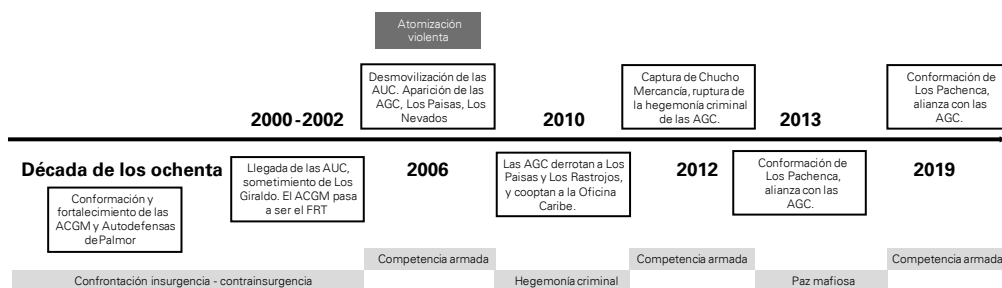 Atomización
violenta
Desmovilización de las
AUC. Aparición de las
AGC, Los Paisas, Los
Nevados
Captura de Chucho
Mercancía, ruptura de
la hegemonía criminal
de las AGC.
Conformación de
Los Pachenca,
alianza con las
AGC.
2000-2002
2010
2013
Década de los ochenta
2006
2012
2019
Conformación y
fortalecimiento de las
ACGM y Autodefensas
de Palmor
Llegada de las AUC,
sometimiento de Los
Giraldo. El ACGM pasa
a ser el FRT
Las AGC derrotan a Los
Paisas y Los Rastrojos,
y cooptan a la Oficina
Caribe.
Conformación de
Los Pachenca,
alianza con las
AGC.
Competencia armada
Competencia armada
Competencia armada
Confrontación insurgencia - contrainsurgencia
Hegemonía criminal
Paz mafiosa